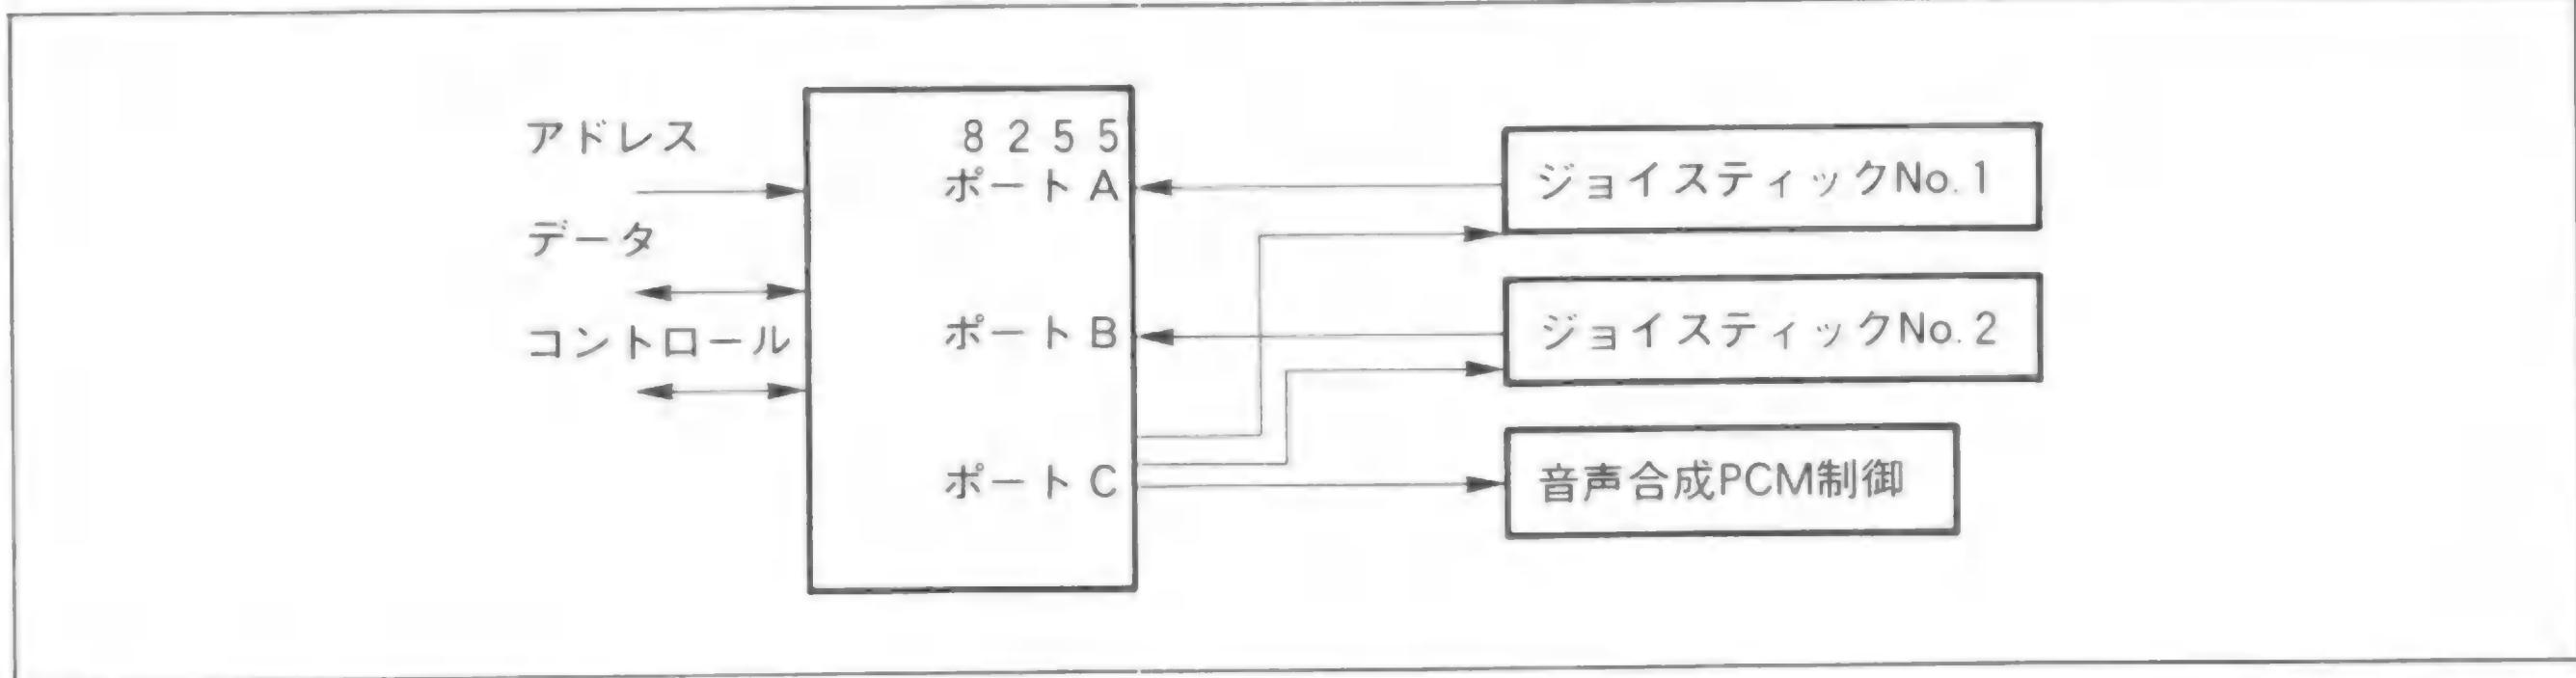 アドレス
データ
コントロール
8255
ポートA
ポートB
ポートC
ジョイスティックNo.1
ジョイスティックNo.2
音声合成PCM制御